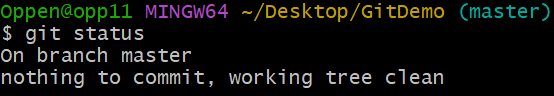 Oppen@opp11 MINGW64 ~/Desktop/GitDemo (master)
$ git status
On branch master
nothing to commit, working tree clean